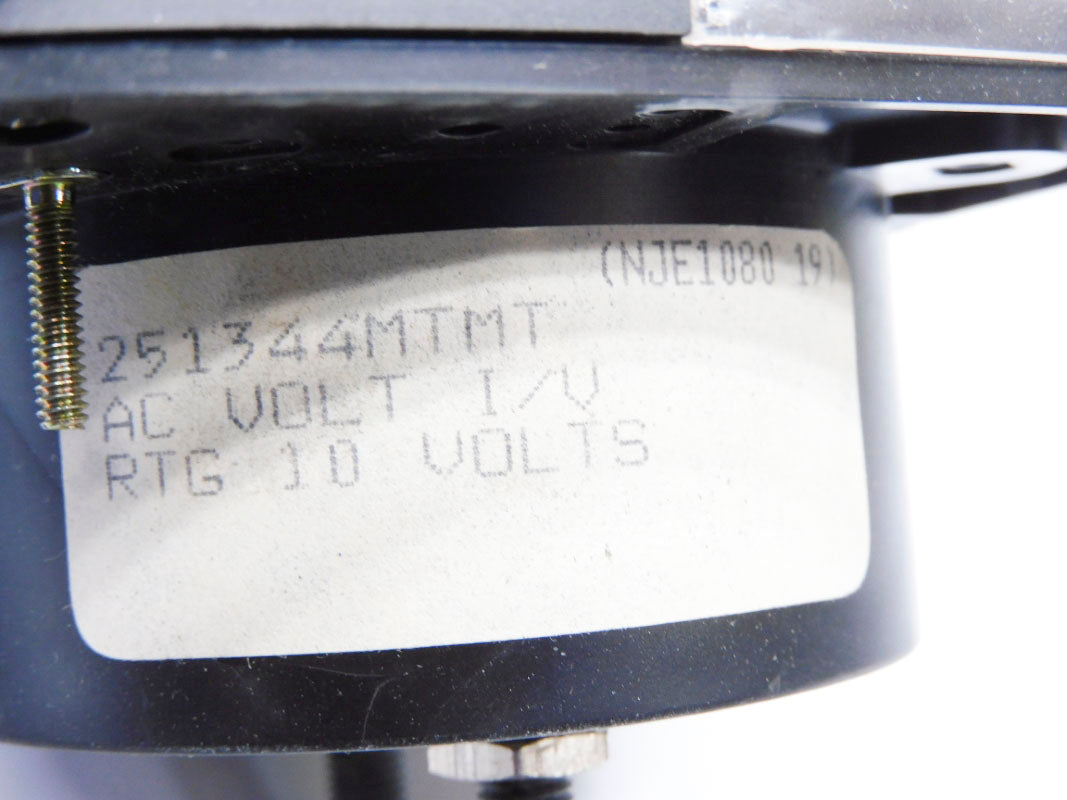 (NJE1080 19)
251344MTMT
AC VOLT I/V
RTG 10 VOLTS